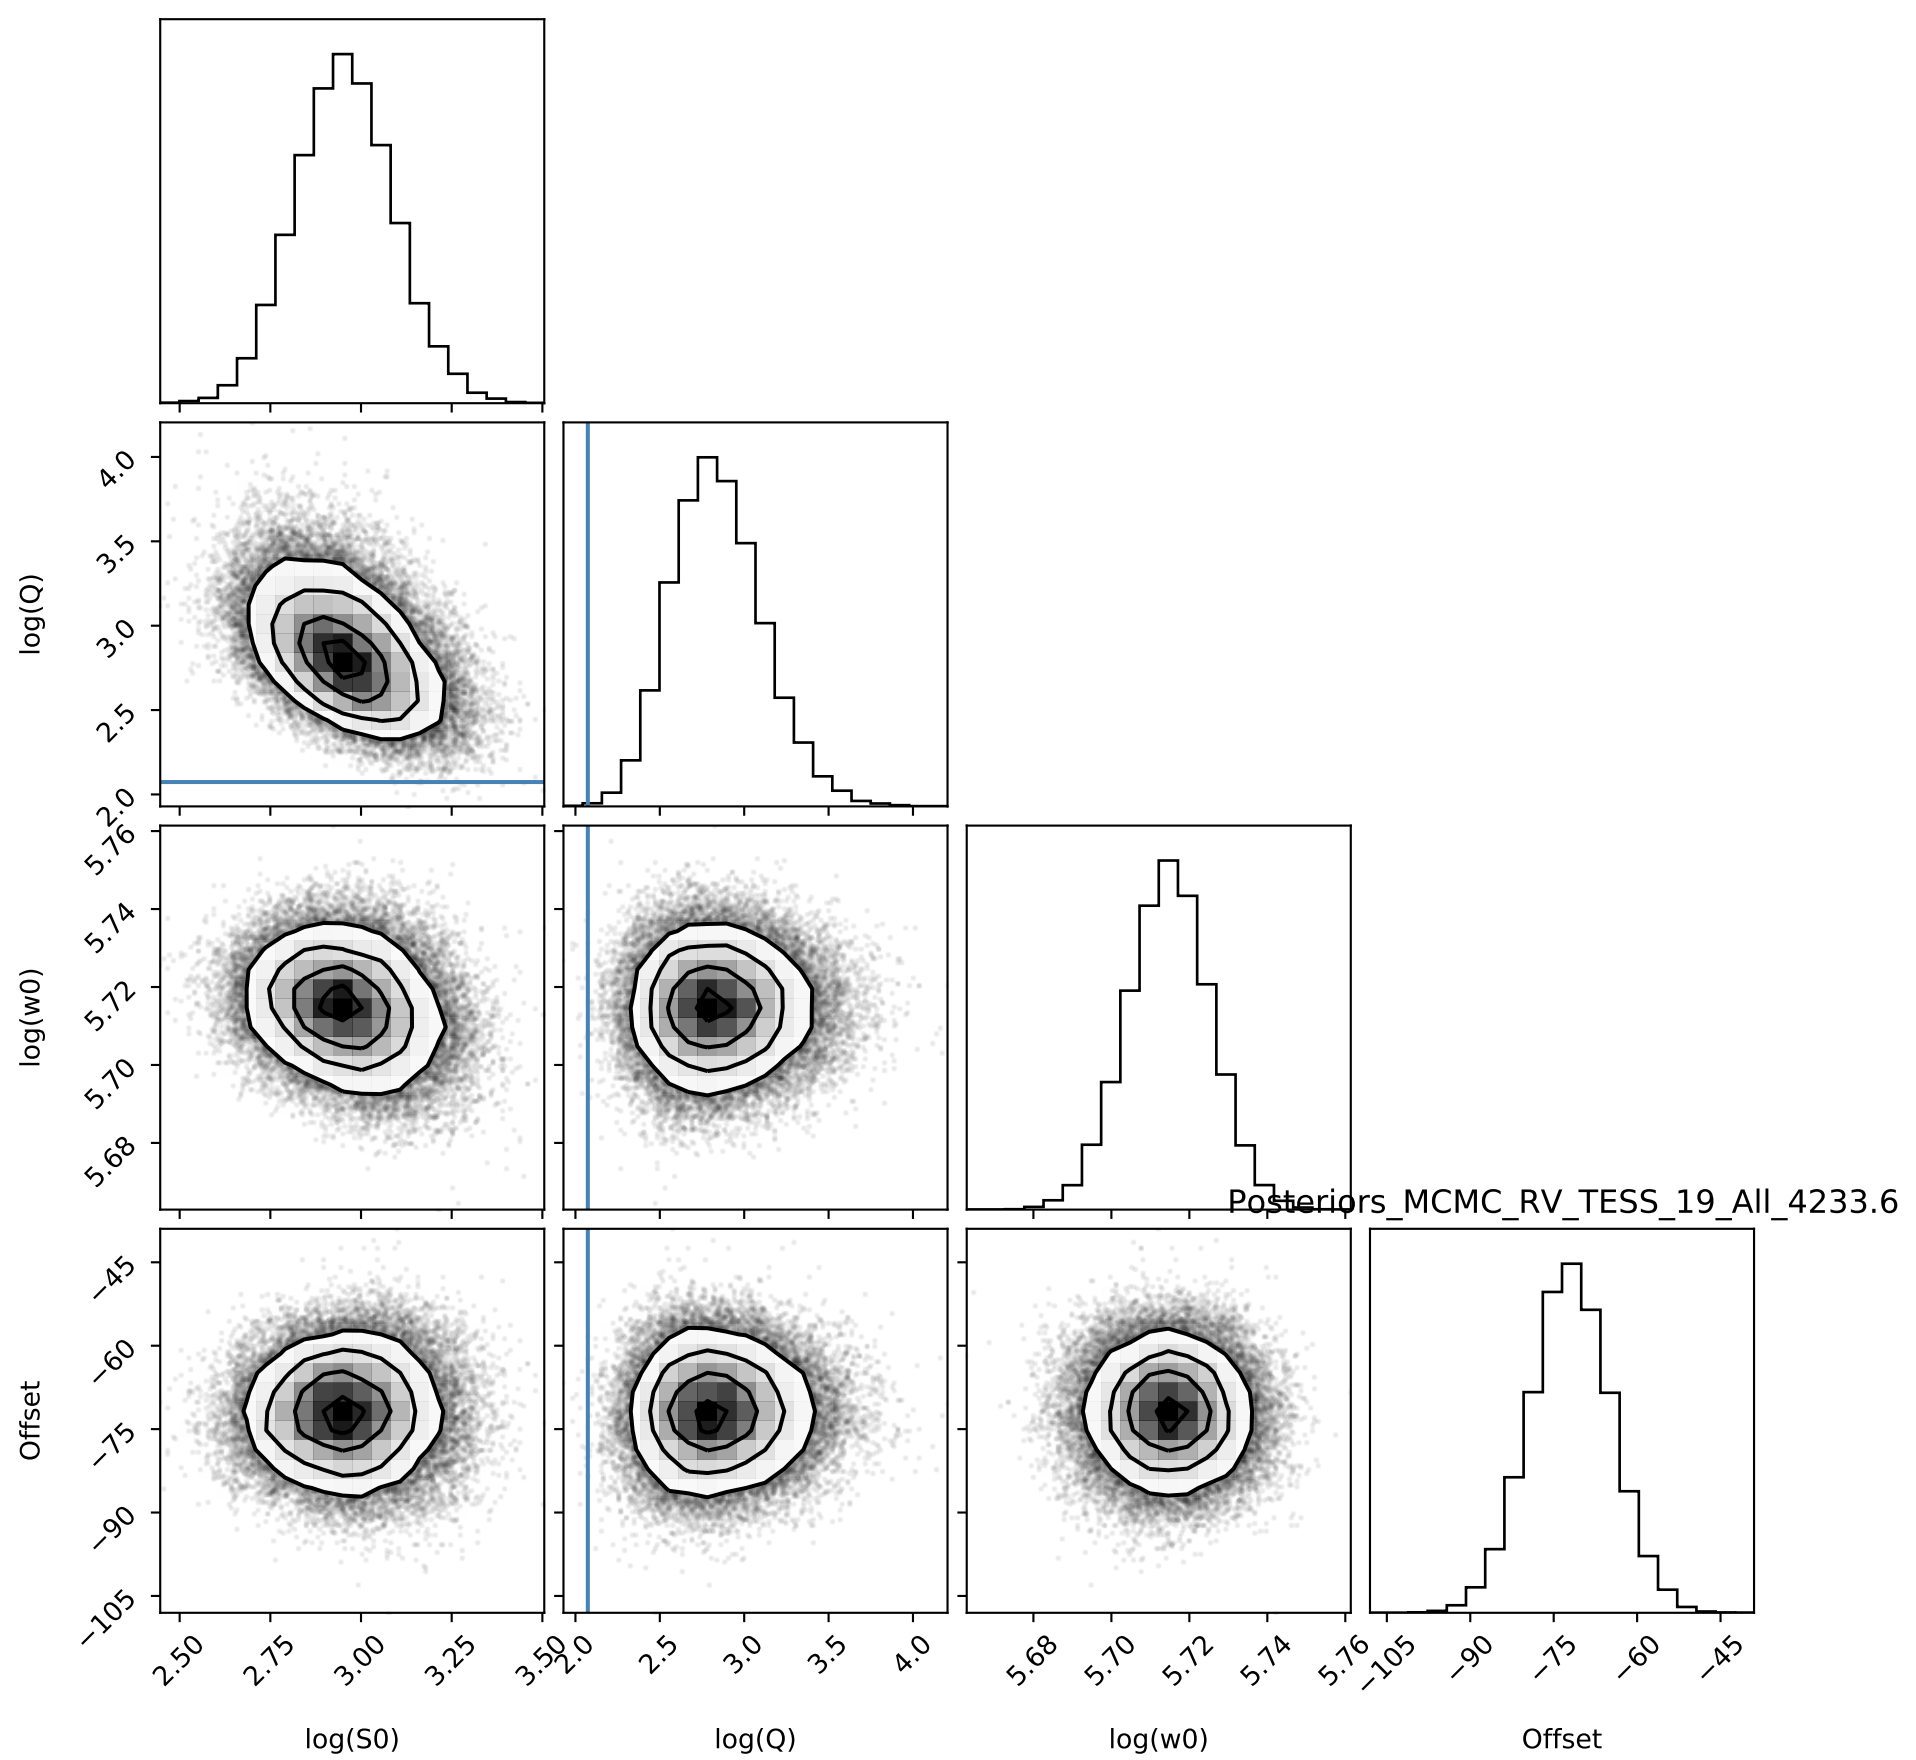 log(Q)
4.0
3.5
3.0
2.5
2.0
log(w0)
5.76
5.74
5.72
5.70
5.68
Posteriors_MCMC_RV_TESS_19_All_4233.6
Offset
−45
−60
−75
−90
−105
2.50 2.75 3.00 3.25 3.50 2.0 2.5 3.0 3.5 4.0 5.68 5.70 5.72 5.74 5.76 −105 −90 −75 −60 −45
log(S0) log(Q) log(w0) Offset